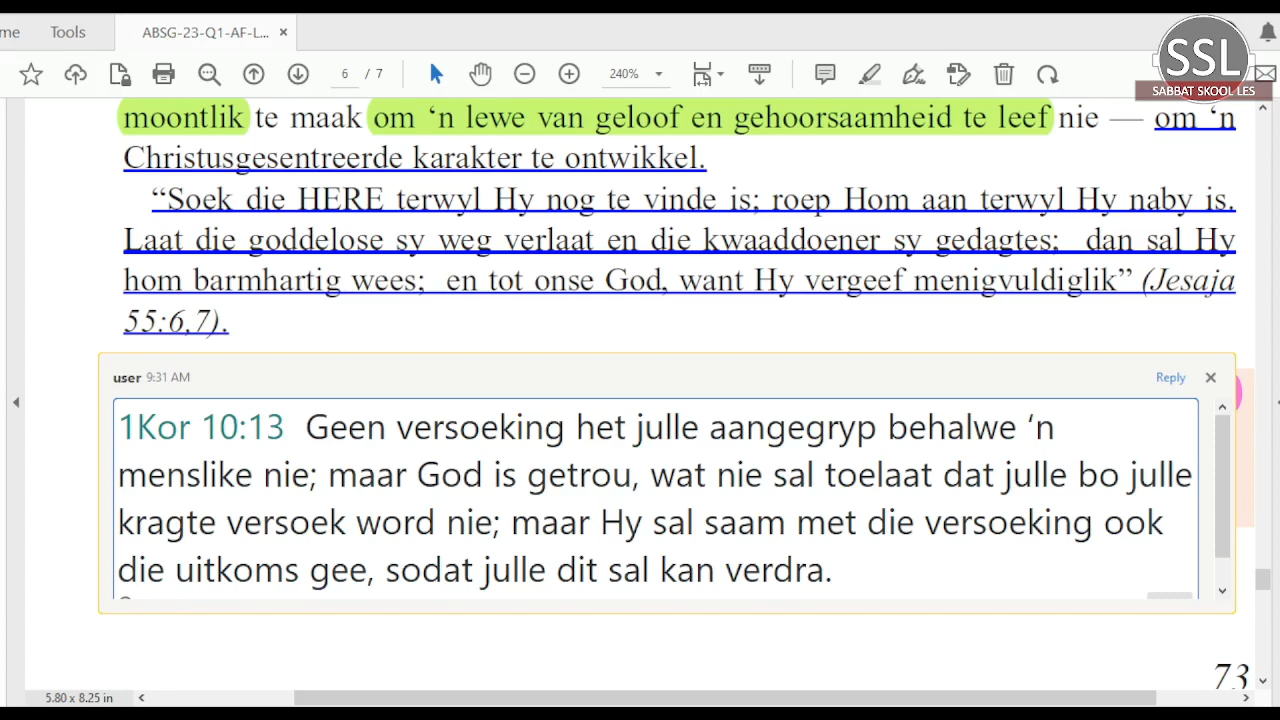 me Tools ABSG-23-Q1-AF-L... ×
SSL
SABBAT SKOOL LES
6 / 7 240%
moontlik te maak om ‘n lewe van geloof en gehoorsaamheid te leef nie — om ‘n
Christusgesentreerde karakter te ontwikkel.
“Soek die HERE terwyl Hy nog te vinde is; roep Hom aan terwyl Hy naby is.
Laat die goddelose sy weg verlaat en die kwaaddoener sy gedagtes; dan sal Hy
hom barmhartig wees; en tot onse God, want Hy vergeef menigvuldiglik” (Jesaja
55:6,7).
user 9:31 AM Reply ×
1Kor 10:13 Geen versoeking het julle aangegryp behalwe ‘n
menslike nie; maar God is getrou, wat nie sal toelaat dat julle bo julle
kragte versoek word nie; maar Hy sal saam met die versoeking ook
die uitkoms gee, sodat julle dit sal kan verdra.
73
5.80 x 8.25 in